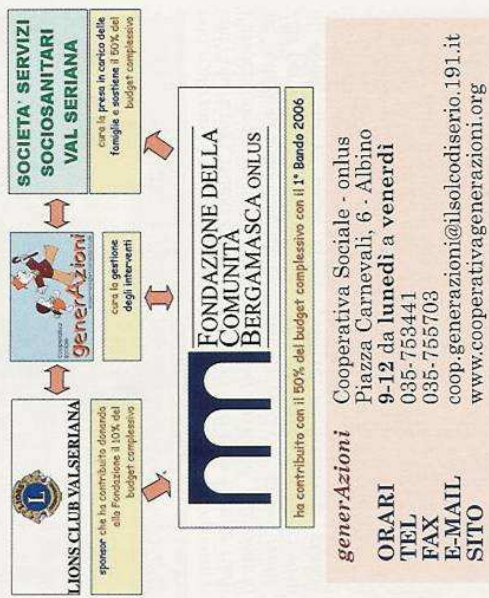 LIONS CLUB VALSERIANA
sponsor che ha contribuito donando
alla Fondazione il 10% del
budget complessivo
cooperativa
sociale
generAzioni
cura la gestione
degli interventi
SOCIETA' SERVIZI
SOCIOSANITARI
VAL SERIANA
cura la presa in carico delle
famiglie e sostiene il 50% del
budget complessivo
FONDAZIONE DELLA
COMUNITÀ
BERGAMASCA ONLUS
ha contribuito con il 50% del budget complessivo con il 1° Bando 2006
generAzioni Cooperativa Sociale - onlus
Piazza Carnevali, 6 - Albino
ORARI 9-12 da lunedì a venerdì
TEL 035-753441
FAX 035-755703
E-MAIL coop.generazioni@ilsolcodiserio.191.it
SITO www.cooperativagenerazioni.org